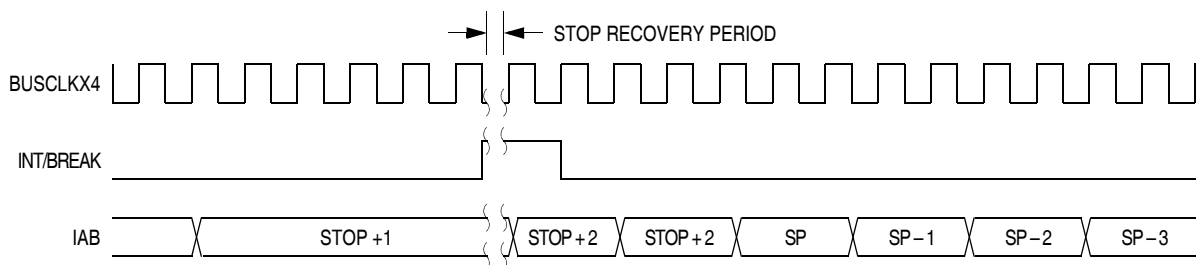 STOP RECOVERY PERIOD
BUSCLKX4
INT/BREAK
IAB STOP +1 STOP + 2 STOP + 2 SP SP – 1 SP – 2 SP – 3